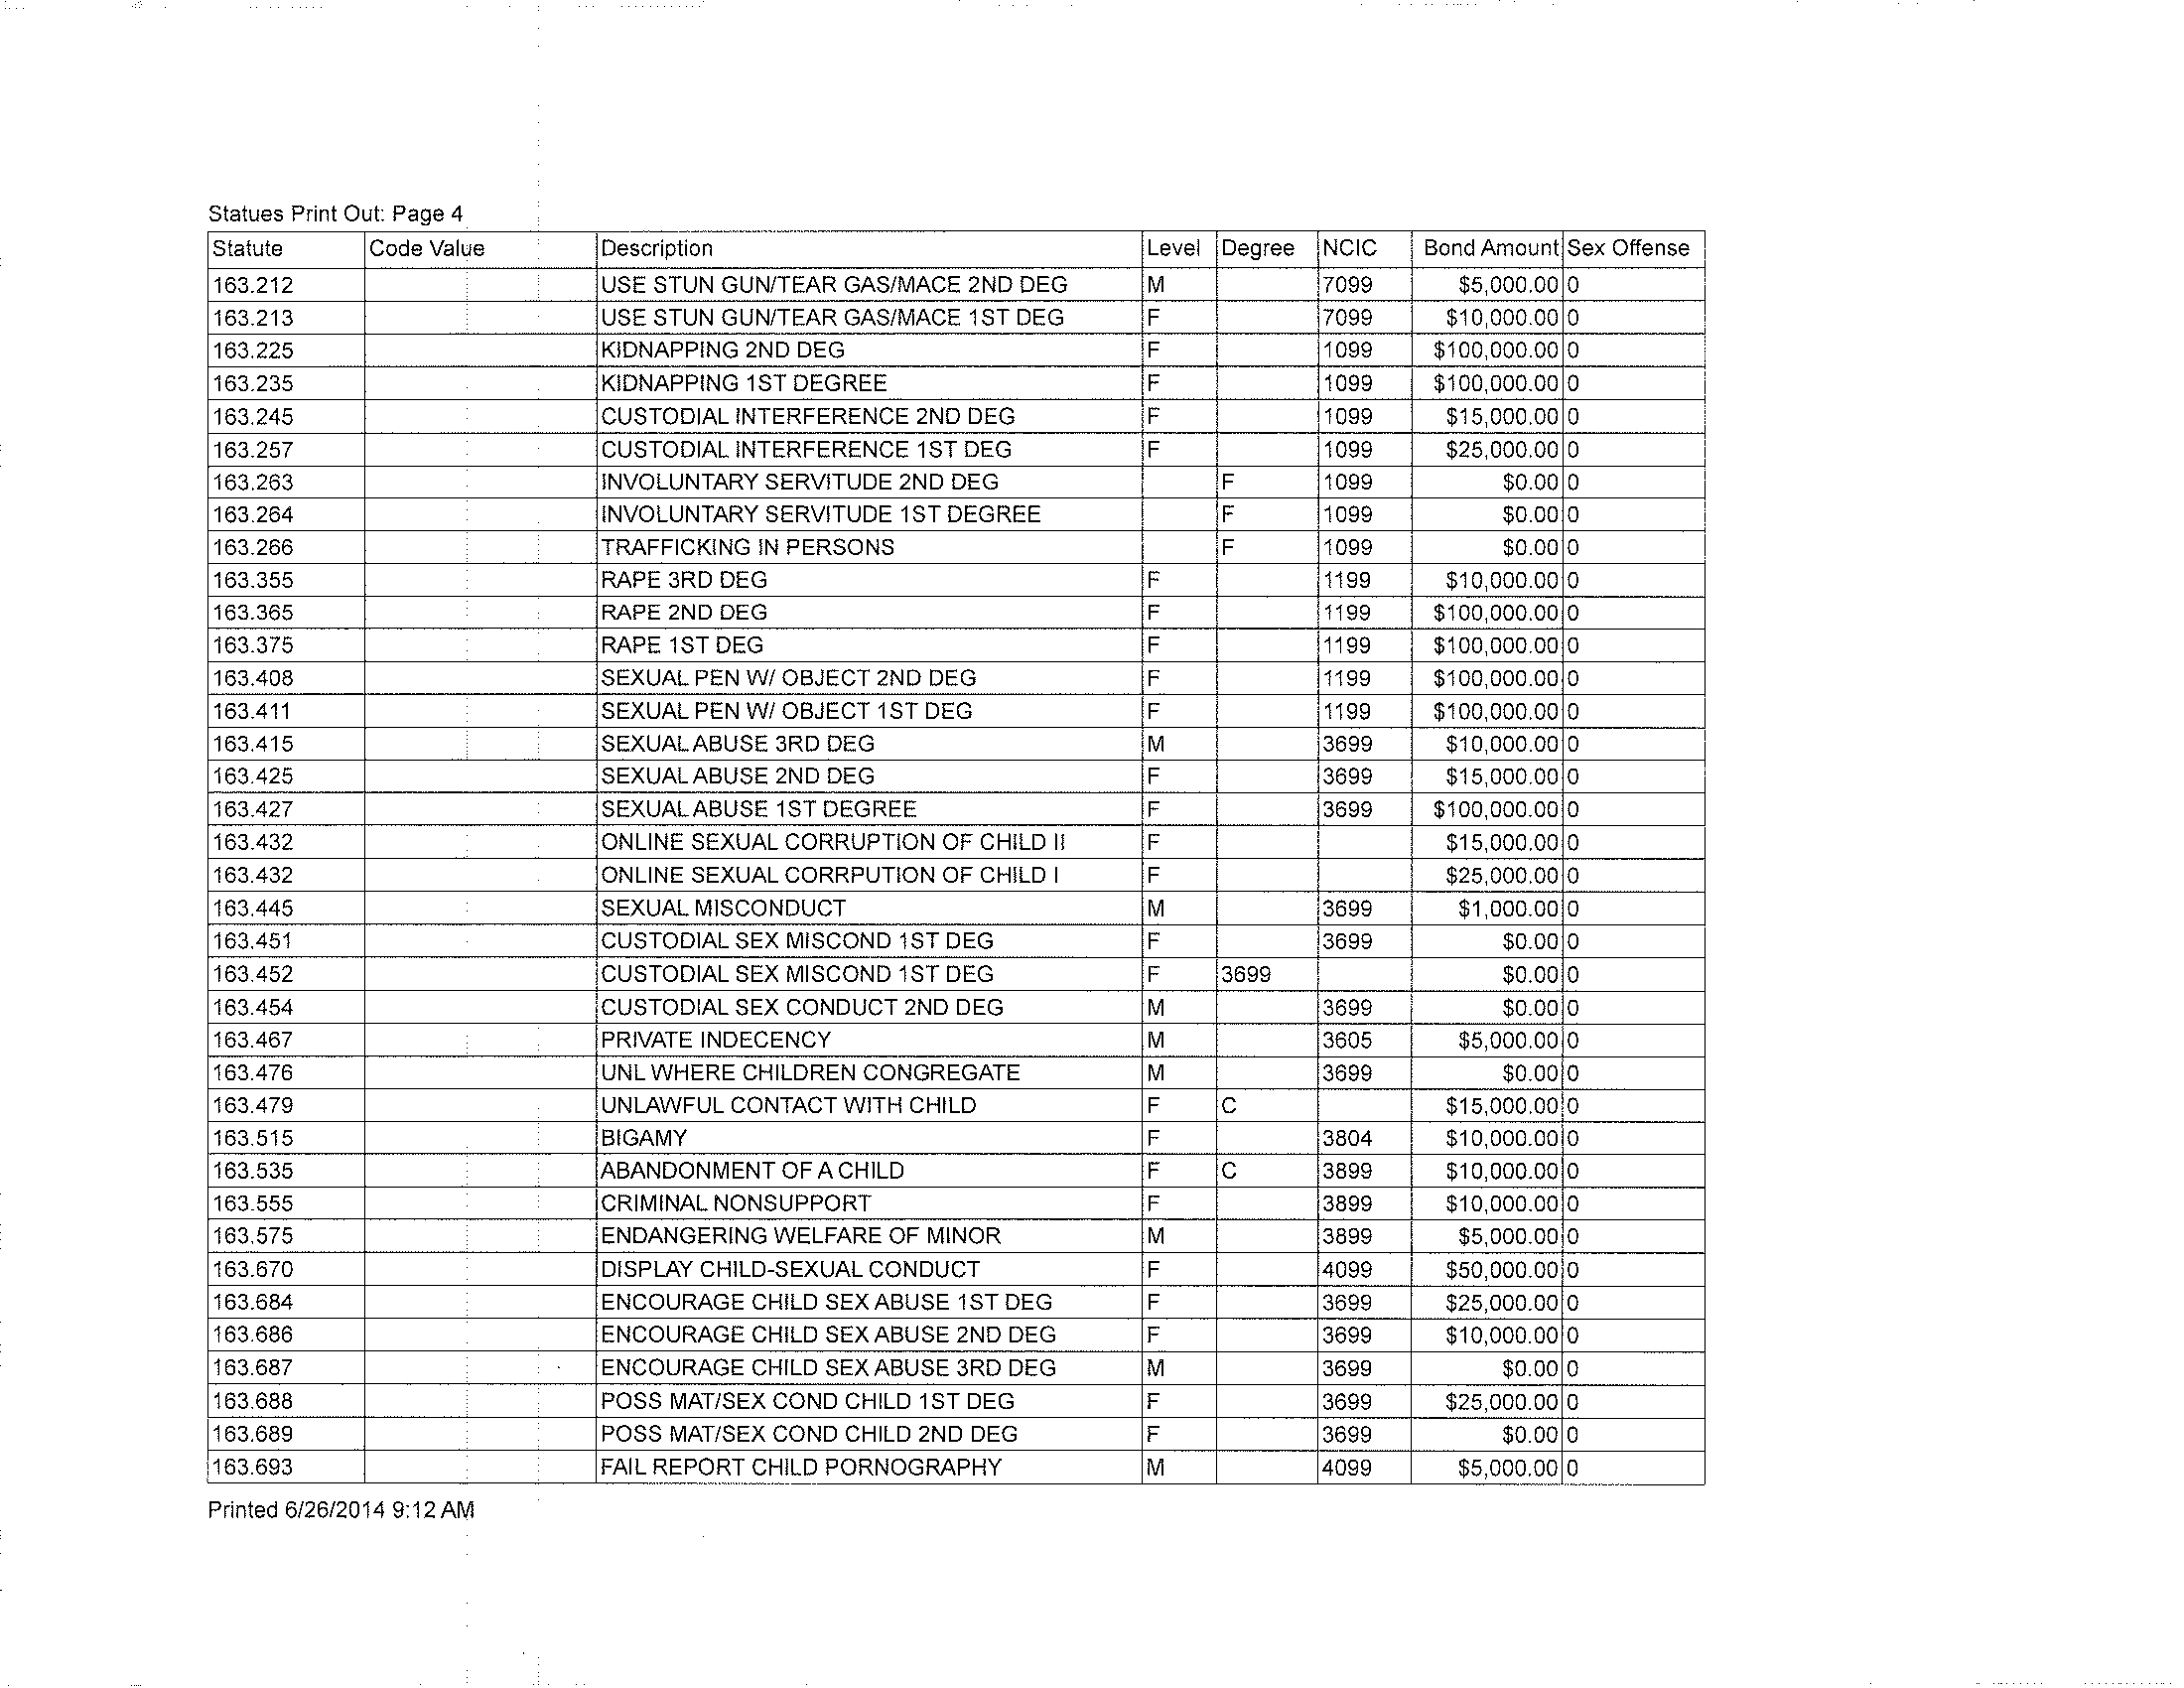 Statues Print Out: Page 4
Statute Code Value Description Level Degree NCIC Bond Amount Sex Offense
163.212 USE STUN GUN/TEAR GAS/MACE 2ND DEG M 7099 $5,000.00 0
163.213 USE STUN GUN/TEAR GAS/MACE 1ST DEG F 7099 $10,000.00 0
163.225 KIDNAPPING 2ND DEG F 1099 $100,000.00 0
163.235 KIDNAPPING 1ST DEGREE F 1099 $100,000.00 0
163.245 CUSTODIAL INTERFERENCE 2ND DEG F 1099 $15,000.00 0
163.257 CUSTODIAL INTERFERENCE 1ST DEG F 1099 $25,000.00 0
163.263 INVOLUNTARY SERVITUDE 2ND DEG F 1099 $0.00 0
163.264 INVOLUNTARY SERVITUDE 1ST DEGREE F 1099 $0.00 0
163.266 TRAFFICKING IN PERSONS F 1099 $0.00 0
163.355 RAPE 3RD DEG F 1199 $10,000.00 0
163.365 RAPE 2ND DEG F 1199 $100,000.00 0
163.375 RAPE 1ST DEG F 1199 $100,000.00 0
163.408 SEXUAL PEN W/ OBJECT 2ND DEG F 1199 $100,000.00 0
163.411 SEXUAL PEN W/ OBJECT 1ST DEG F 1199 $100,000.00 0
163.415 SEXUAL ABUSE 3RD DEG M 3699 $10,000.00 0
163.425 SEXUAL ABUSE 2ND DEG F 3699 $15,000.00 0
163.427 SEXUAL ABUSE 1ST DEGREE F 3699 $100,000.00 0
163.432 ONLINE SEXUAL CORRUPTION OF CHILD II F $15,000.00 0
163.432 ONLINE SEXUAL CORRPUTION OF CHILD I F $25,000.00 0
163.445 SEXUAL MISCONDUCT M 3699 $1,000.00 0
163.451 CUSTODIAL SEX MISCOND 1ST DEG F 3699 $0.00 0
163.452 CUSTODIAL SEX MISCOND 1ST DEG F 3699 $0.00 0
163.454 CUSTODIAL SEX CONDUCT 2ND DEG M 3699 $0.00 0
163.467 PRIVATE INDECENCY M 3605 $5,000.00 0
163.476 UNL WHERE CHILDREN CONGREGATE M 3699 $0.00 0
163.479 UNLAWFUL CONTACT WITH CHILD F C $15,000.00 0
163.515 BIGAMY F 3804 $10,000.00 0
163.535 ABANDONMENT OF A CHILD F C 3899 $10,000.00 0
163.555 CRIMINAL NONSUPPORT F 3899 $10,000.00 0
163.575 ENDANGERING WELFARE OF MINOR M 3899 $5,000.00 0
163.670 DISPLAY CHILD-SEXUAL CONDUCT F 4099 $50,000.00 0
163.684 ENCOURAGE CHILD SEX ABUSE 1ST DEG F 3699 $25,000.00 0
163.686 ENCOURAGE CHILD SEX ABUSE 2ND DEG F 3699 $10,000.00 0
163.687 ENCOURAGE CHILD SEX ABUSE 3RD DEG M 3699 $0.00 0
163.688 POSS MAT/SEX COND CHILD 1ST DEG F 3699 $25,000.00 0
163.689 POSS MAT/SEX COND CHILD 2ND DEG F 3699 $0.00 0
163.693 FAIL REPORT CHILD PORNOGRAPHY M 4099 $5,000.00 0
Printed 6/26/2014 9:12 AM